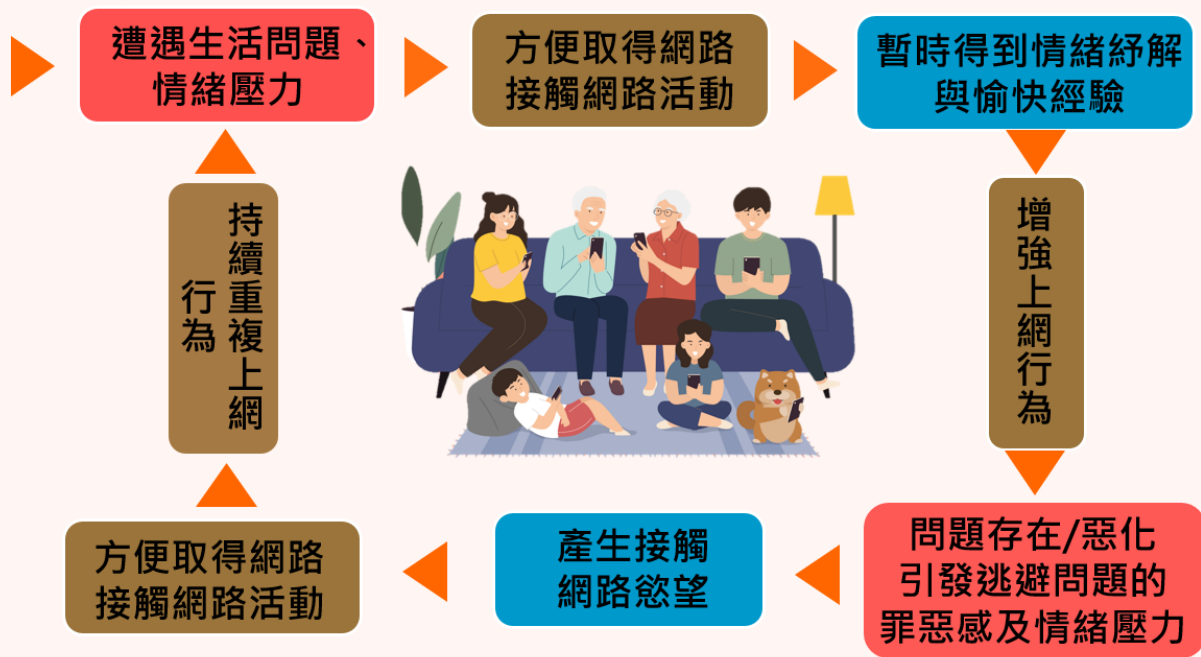 遭遇生活問題、
情緒壓力
方便取得網路
接觸網路活動
暫時得到情緒紓解
與愉快經驗
增強上網行為
問題存在/惡化
引發逃避問題的
罪惡感及情緒壓力
產生接觸
網路慾望
方便取得網路
接觸網路活動
持續重複上網
行為